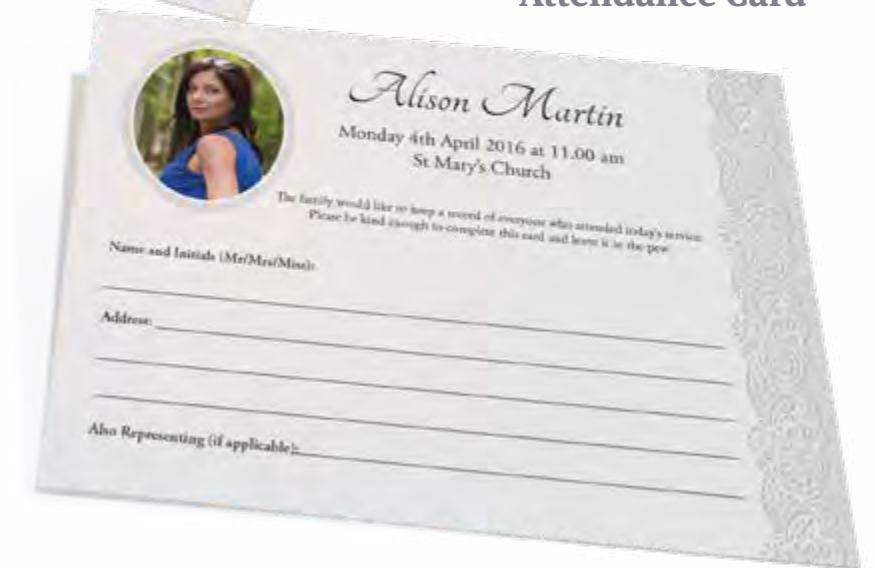 Attendance Card
Alison Martin
Monday 4th April 2016 at 11.00 am
St Mary's Church
The family would like to keep a record of everyone who attended today's service.
Please be kind enough to complete this card and leave it in the pew
Name and Initials (Mr/Mrs/Miss):
Address:
Also Representing (if applicable):